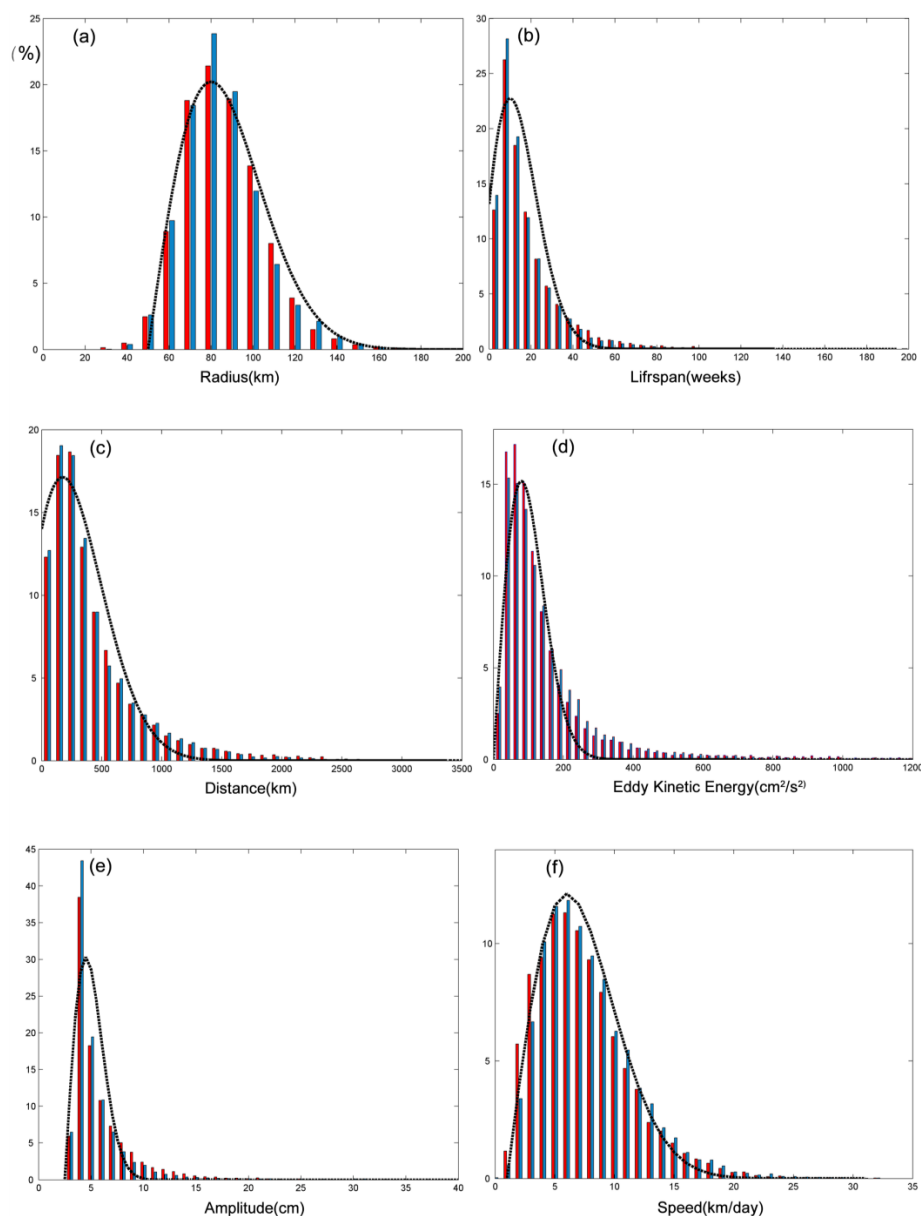 25
(a)
(%)
20
15
10
5
0
0 20 40 60 80 100 120 140 160 180 200
Radius(km)
30
(b)
25
20
15
10
5
0
0 20 40 60 80 100 120 140 160 180 200
Lifrspan(weeks)
20
(c)
15
10
5
0
0 500 1000 1500 2000 2500 3000 3500
Distance(km)
(d)
15
10
5
0
0 200 400 600 800 1000 1200
Eddy Kinetic Energy(cm²/s²⁾
45
(e)
40
35
30
25
20
15
10
5
0
0 5 10 15 20 25 30 35 40
Amplitude(cm)
(f)
10
5
0
0 5 10 15 20 25 30 35
Speed(km/day)